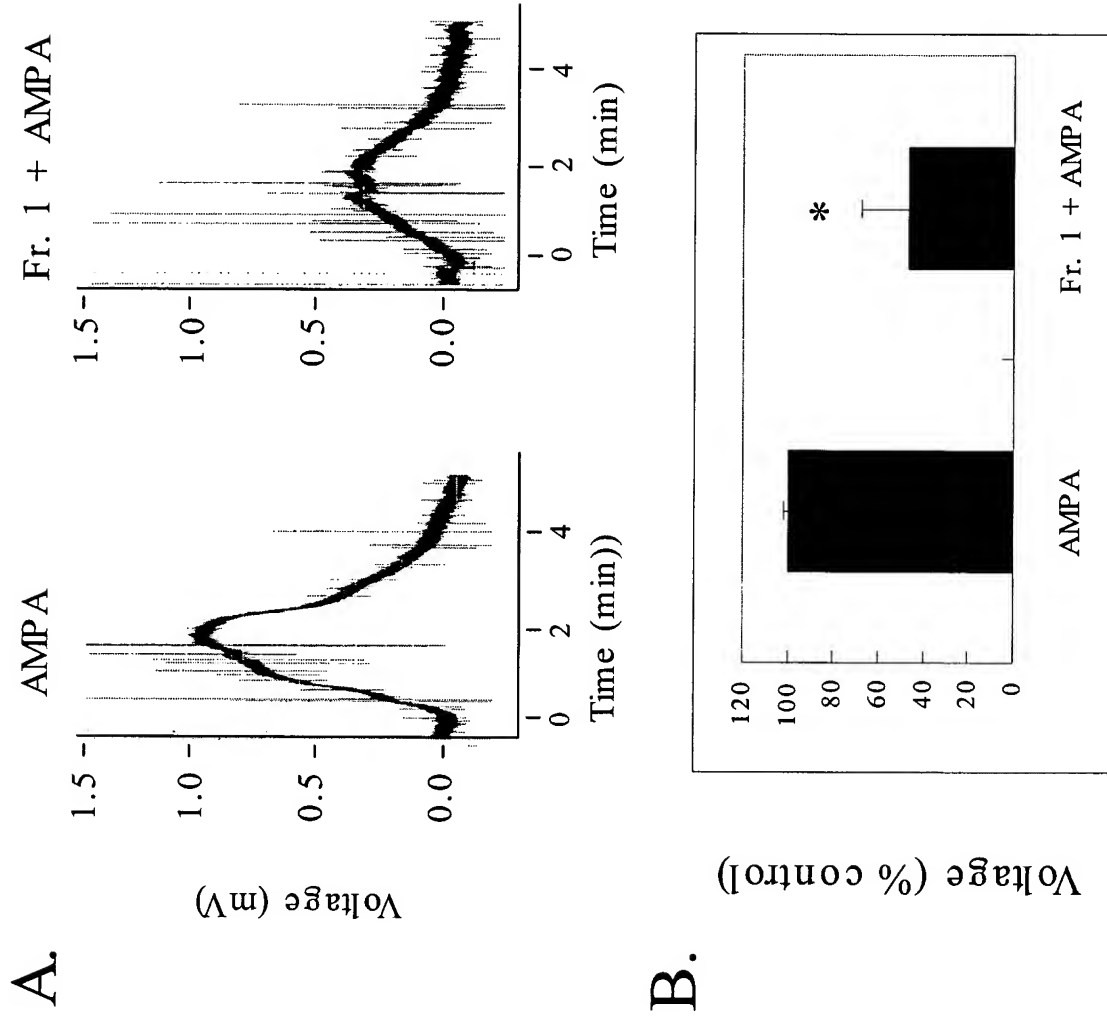 A.
AMPA
Fr. 1 + AMPA
Voltage (mV)
1.5
1.0
0.5
0.0
0 2 4
Time (min))
1.5
1.0
0.5
0.0
0 2 4
Time (min)
B.
Voltage (% control)
120
100
80
60
40
20
0
*
AMPA
Fr. 1 + AMPA